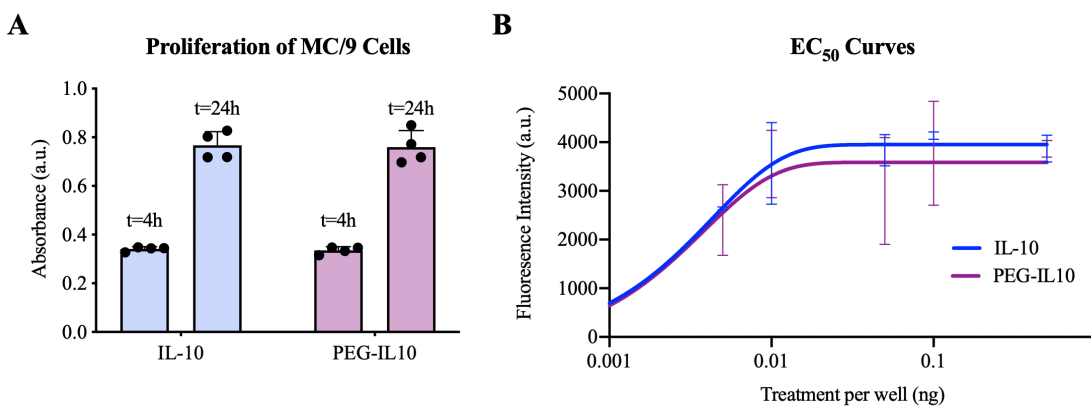 A
Proliferation of MC/9 Cells
Absorbance (a.u.)
1.0
0.8
0.6
0.4
0.2
0.0
t=4h
t=24h
t=4h
t=24h
IL-10
PEG-IL10
B
EC50 Curves
Fluoresence Intensity (a.u.)
5000
4000
3000
2000
1000
0
0.001
0.01
0.1
Treatment per well (ng)
IL-10
PEG-IL10